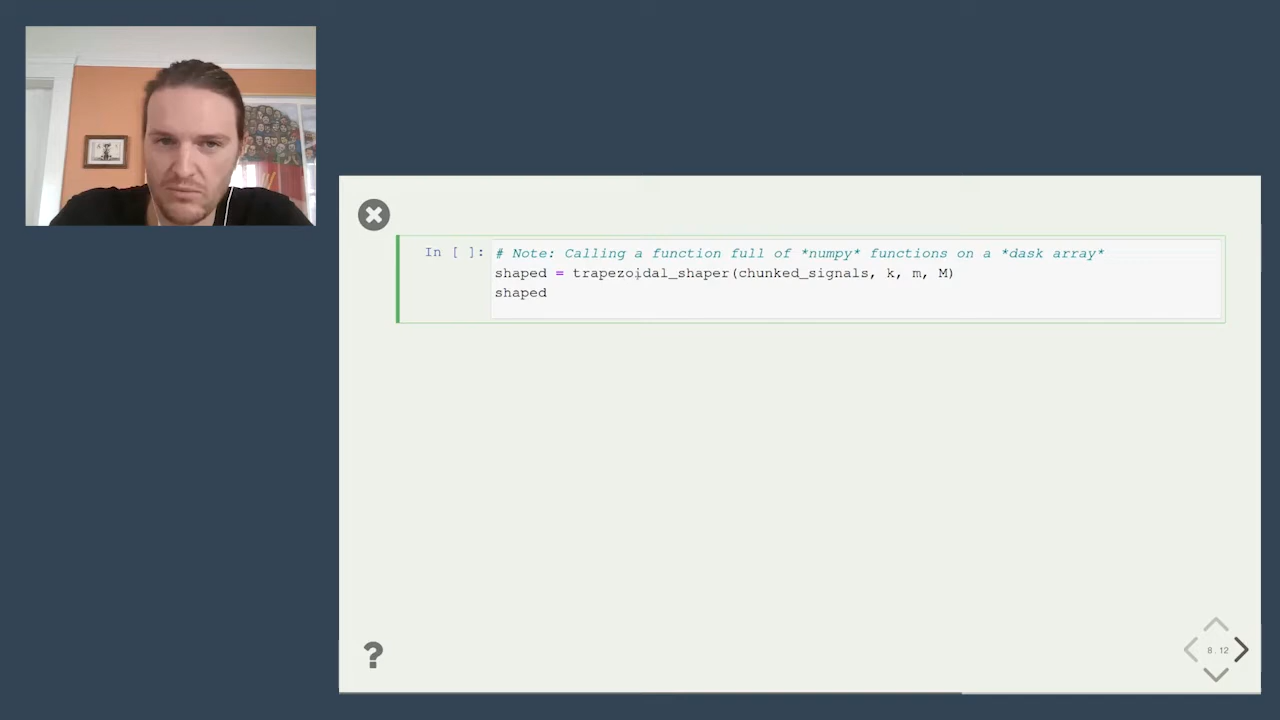 In [ ]: # Note: Calling a function full of *numpy* functions on a *dask array*
shaped = trapezoidal_shaper(chunked_signals, k, m, M)
shaped
?
8.12